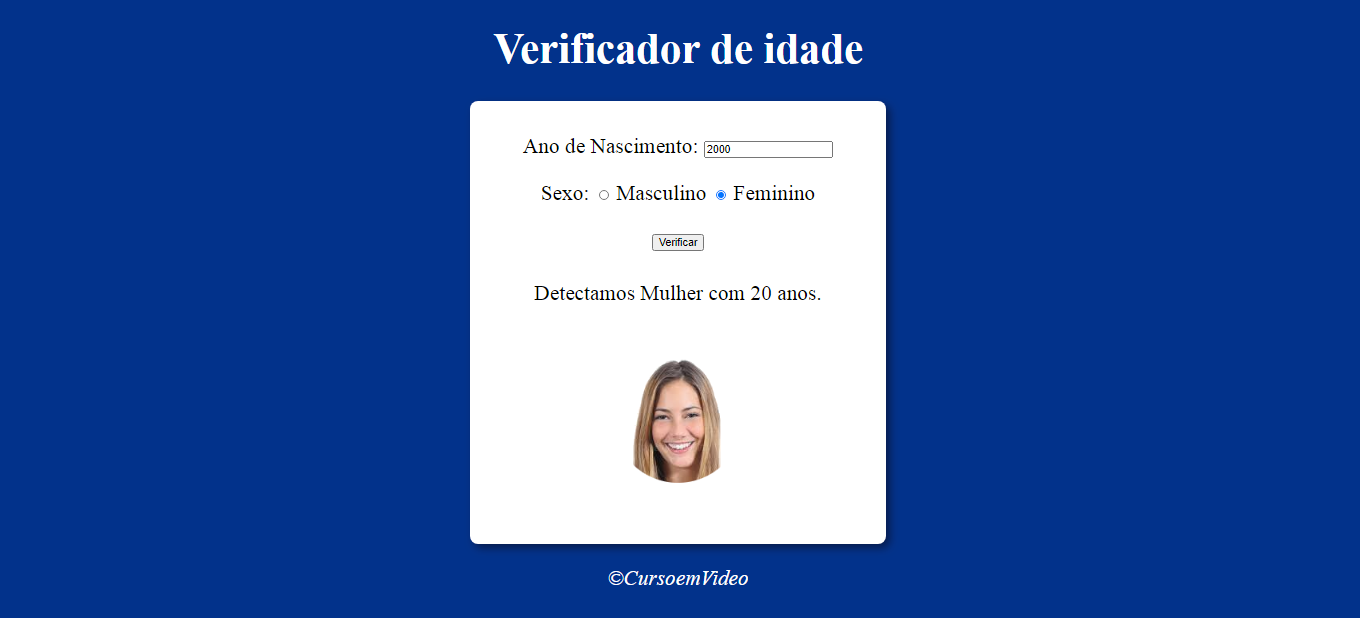 Verificador de idade
Ano de Nascimento: 2000
Sexo: Masculino Feminino
Verificar
Detectamos Mulher com 20 anos.
©CursoemVideo